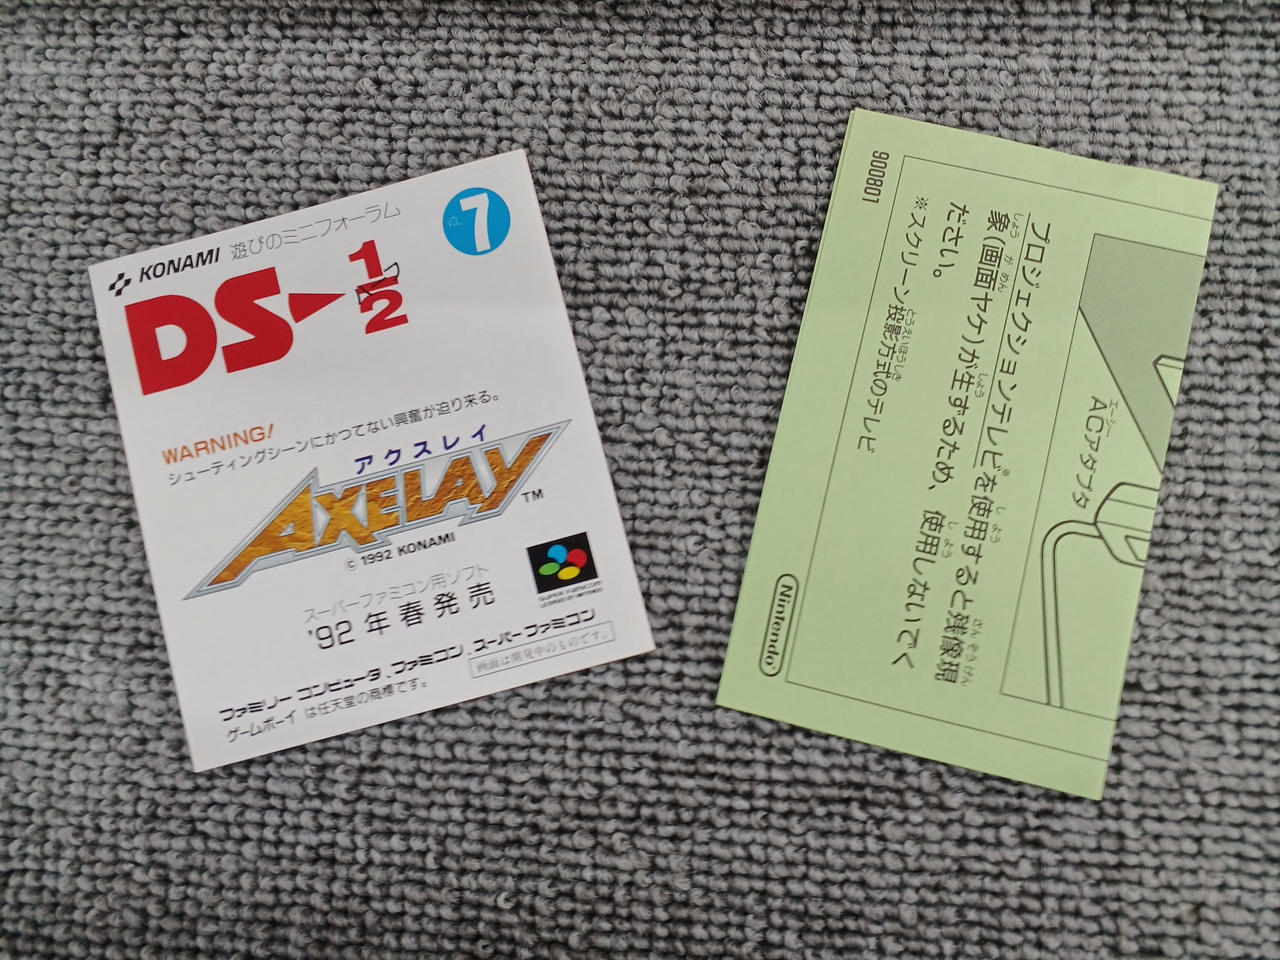 KONAMI 遊びのミニフォーラム
VOL. 7
DS-1/2
WARNING!
シューティングシーンにかつてない興奮が迫り来る。
アクスレイ
AXELAY TM
© 1992 KONAMI
スーパーファミコン用ソフト
'92年春発売
SUPER FAMICOM
LICENSED BY NINTENDO
ファミリーコンピュータ、ファミコン、スーパーファミコン
ゲームボーイ は任天堂の商標です。
画面は開発中のものです。
900801
プロジェクションテレビ※を使用すると残像現
象(画面ヤケ)が生ずるため、使用しないでく
ださい。
※スクリーン投影方式のテレビ
ACアダプタ
Nintendo